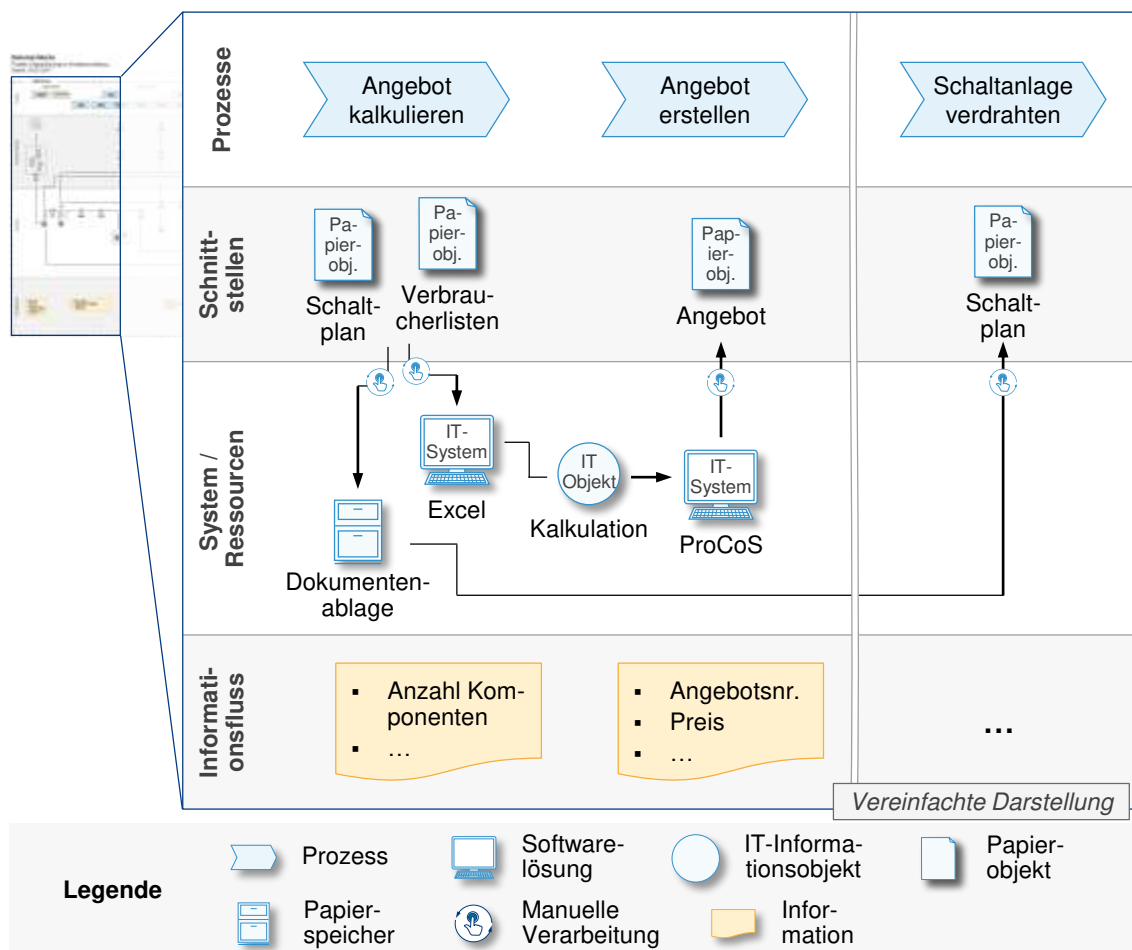 Prozesse
Angebot
kalkulieren
Angebot
erstellen
Schaltanlage
verdrahten
Schnitt-
stellen
Pa-
pier-
obj.
Schalt-
plan
Pa-
pier-
obj.
Verbrau-
cherlisten
Pap-
ier-
obj.
Angebot
Pa-
pier-
obj.
Schalt-
plan
System /
Ressourcen
IT-
System
Excel
IT
Objekt
Kalkulation
IT-
System
ProCoS
Dokumenten-
ablage
Informati-
onsfluss
▪ Anzahl Kom-
ponenten
▪ …
▪ Angebotsnr.
▪ Preis
▪ …
…
Vereinfachte Darstellung
Legende
Prozess
Software-
lösung
IT-Informa-
tionsobjekt
Papier-
objekt
Papier-
speicher
Manuelle
Verarbeitung
Infor-
mation